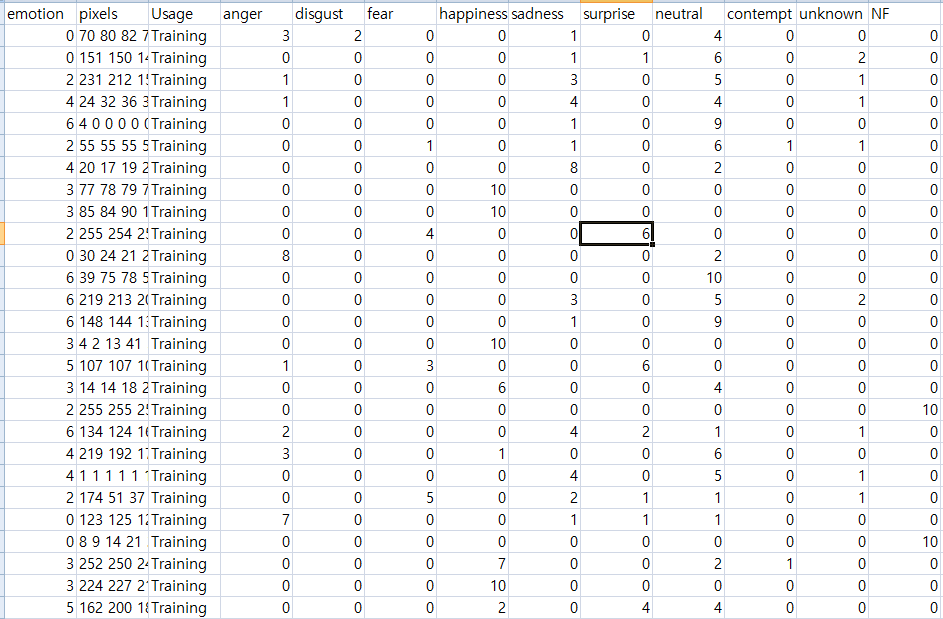 emotion pixels Usage anger disgust fear happiness sadness surprise neutral contempt unknown NF
0 70 80 82 7 Training 3 2 0 0 1 0 4 0 0 0
0 151 150 14 Training 0 0 0 0 1 1 6 0 2 0
2 231 212 15 Training 1 0 0 0 3 0 5 0 1 0
4 24 32 36 3 Training 1 0 0 0 4 0 4 0 1 0
6 4 0 0 0 0 0 Training 0 0 0 0 1 0 9 0 0 0
2 55 55 55 5 Training 0 0 1 0 1 0 6 1 1 0
4 20 17 19 2 Training 0 0 0 0 8 0 2 0 0 0
3 77 78 79 7 Training 0 0 0 10 0 0 0 0 0 0
3 85 84 90 1 Training 0 0 0 10 0 0 0 0 0 0
2 255 254 25 Training 0 0 4 0 0 6 0 0 0 0
0 30 24 21 2 Training 8 0 0 0 0 0 2 0 0 0
6 39 75 78 5 Training 0 0 0 0 0 0 10 0 0 0
6 219 213 20 Training 0 0 0 0 3 0 5 0 2 0
6 148 144 13 Training 0 0 0 0 1 0 9 0 0 0
3 4 2 13 41 Training 0 0 0 10 0 0 0 0 0 0
5 107 107 10 Training 1 0 3 0 0 6 0 0 0 0
3 14 14 18 2 Training 0 0 0 6 0 0 4 0 0 0
2 255 255 25 Training 0 0 0 0 0 0 0 0 0 10
6 134 124 16 Training 2 0 0 0 4 2 1 0 1 0
4 219 192 17 Training 3 0 0 1 0 0 6 0 0 0
4 1 1 1 1 1 1 Training 0 0 0 0 4 0 5 0 1 0
2 174 51 37 Training 0 0 5 0 2 1 1 0 1 0
0 123 125 12 Training 7 0 0 0 1 1 1 0 0 0
0 8 9 14 21 Training 0 0 0 0 0 0 0 0 0 10
3 252 250 24 Training 0 0 0 7 0 0 2 1 0 0
3 224 227 21 Training 0 0 0 10 0 0 0 0 0 0
5 162 200 18 Training 0 0 0 2 0 4 4 0 0 0